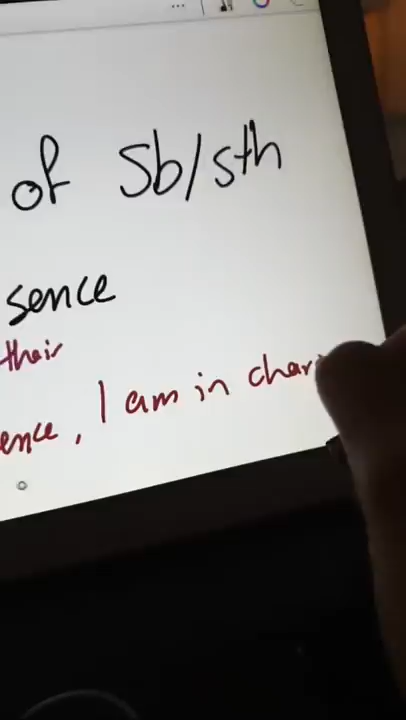 of Sb/sth
sence
their
ence, I am in char